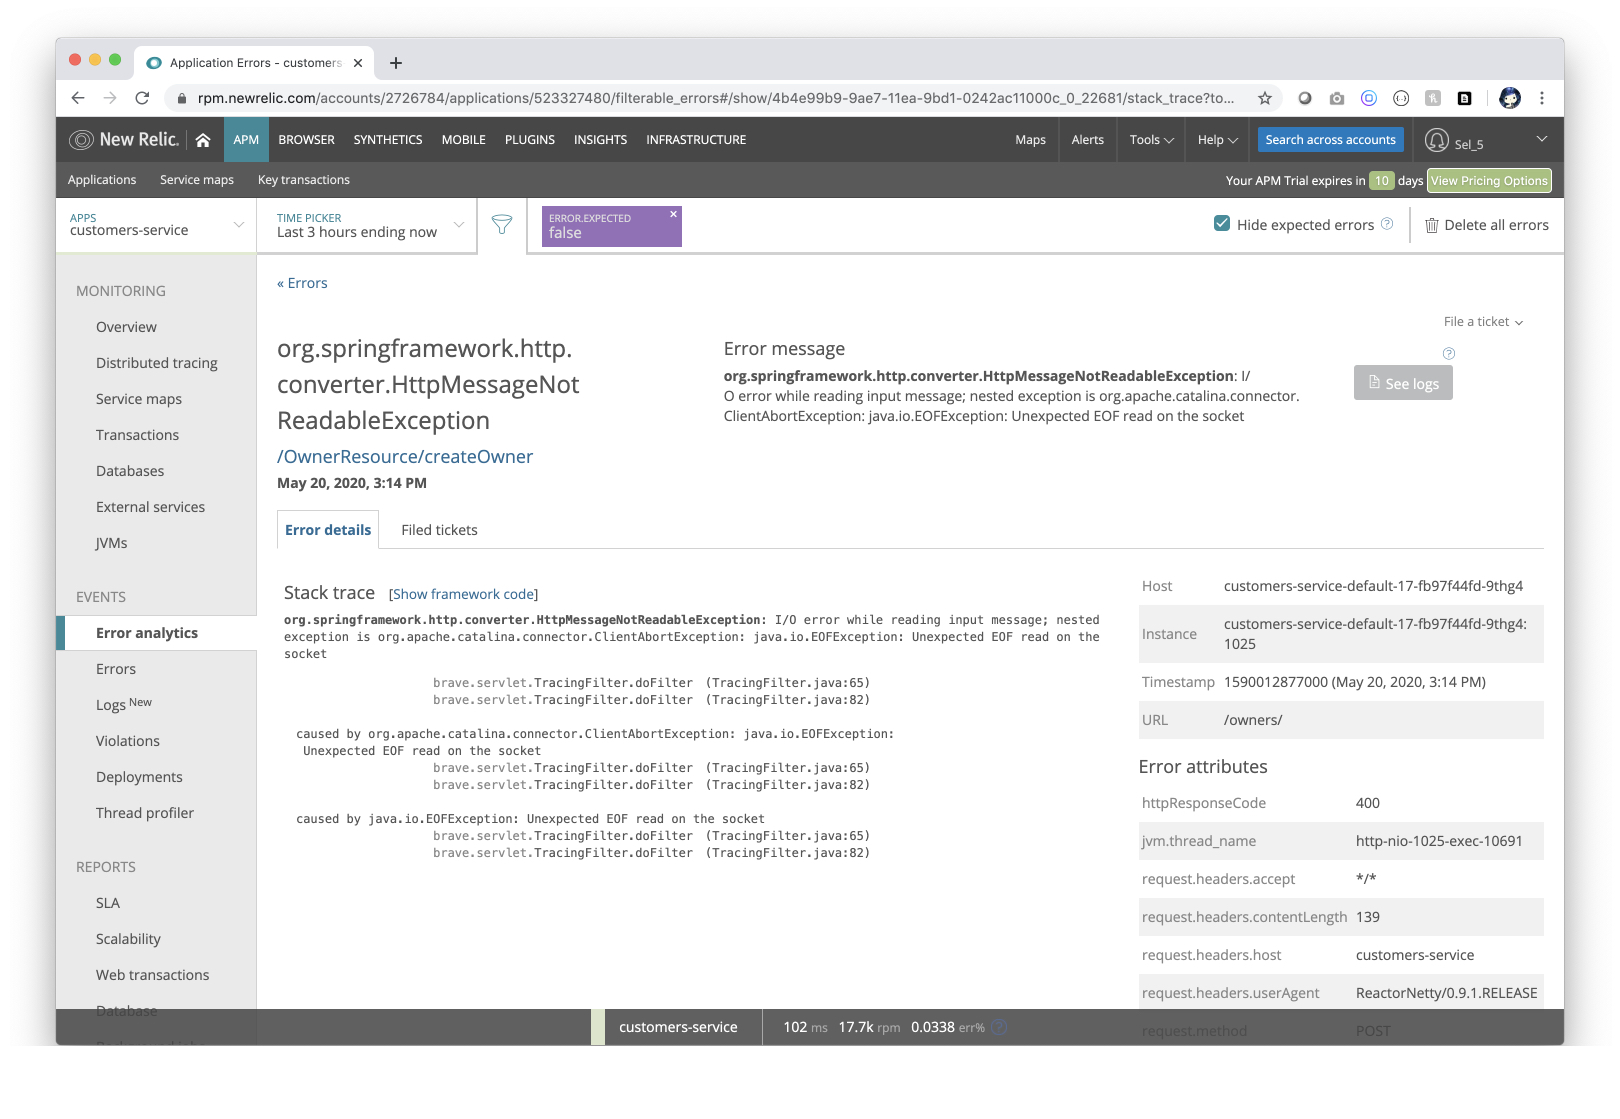 Application Errors - customers
rpm.newrelic.com/accounts/2726784/applications/523327480/filterable_errors#/show/4b4e99b9-9ae7-11ea-9bd1-0242ac11000c_0_22681/stack_trace?to...
New Relic. APM BROWSER SYNTHETICS MOBILE PLUGINS INSIGHTS INFRASTRUCTURE Maps Alerts Tools Help Search across accounts Sel_5
Applications Service maps Key transactions Your APM Trial expires in 10 days View Pricing Options
APPS
customers-service
TIME PICKER
Last 3 hours ending now
ERROR.EXPECTED ×
false
Hide expected errors ? Delete all errors
MONITORING
Overview
Distributed tracing
Service maps
Transactions
Databases
External services
JVMs
EVENTS
Error analytics
Errors
Logs New
Violations
Deployments
Thread profiler
REPORTS
SLA
Scalability
Web transactions
Database
« Errors
File a ticket
org.springframework.http.
converter.HttpMessageNot
ReadableException
/OwnerResource/createOwner
May 20, 2020, 3:14 PM
Error message
org.springframework.http.converter.HttpMessageNotReadableException: I/
O error while reading input message; nested exception is org.apache.catalina.connector.
ClientAbortException: java.io.EOFException: Unexpected EOF read on the socket
?
See logs
Error details Filed tickets
Stack trace [Show framework code]
org.springframework.http.converter.HttpMessageNotReadableException: I/O error while reading input message; nested
exception is org.apache.catalina.connector.ClientAbortException: java.io.EOFException: Unexpected EOF read on the
socket
brave.servlet.TracingFilter.doFilter (TracingFilter.java:65)
brave.servlet.TracingFilter.doFilter (TracingFilter.java:82)
caused by org.apache.catalina.connector.ClientAbortException: java.io.EOFException:
Unexpected EOF read on the socket
brave.servlet.TracingFilter.doFilter (TracingFilter.java:65)
brave.servlet.TracingFilter.doFilter (TracingFilter.java:82)
caused by java.io.EOFException: Unexpected EOF read on the socket
brave.servlet.TracingFilter.doFilter (TracingFilter.java:65)
brave.servlet.TracingFilter.doFilter (TracingFilter.java:82)
Host customers-service-default-17-fb97f44fd-9thg4
Instance customers-service-default-17-fb97f44fd-9thg4:
1025
Timestamp 1590012877000 (May 20, 2020, 3:14 PM)
URL /owners/
Error attributes
httpResponseCode 400
jvm.thread_name http-nio-1025-exec-10691
request.headers.accept */*
request.headers.contentLength 139
request.headers.host customers-service
request.headers.userAgent ReactorNetty/0.9.1.RELEASE
request.method POST
customers-service 102 ms 17.7k rpm 0.0338 err% ?